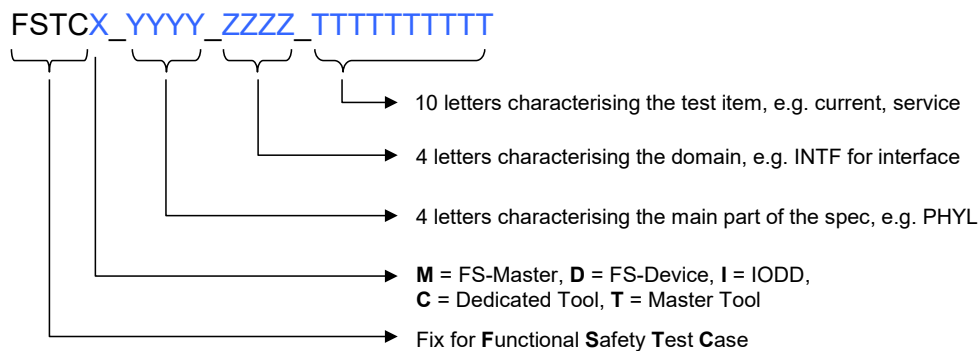 FSTCX_YYYY_ZZZZ_TTTTTTTTTT
10 letters characterising the test item, e.g. current, service
4 letters characterising the domain, e.g. INTF for interface
4 letters characterising the main part of the spec, e.g. PHYL
M = FS-Master, D = FS-Device, I = IODD,
C = Dedicated Tool, T = Master Tool
Fix for Functional Safety Test Case